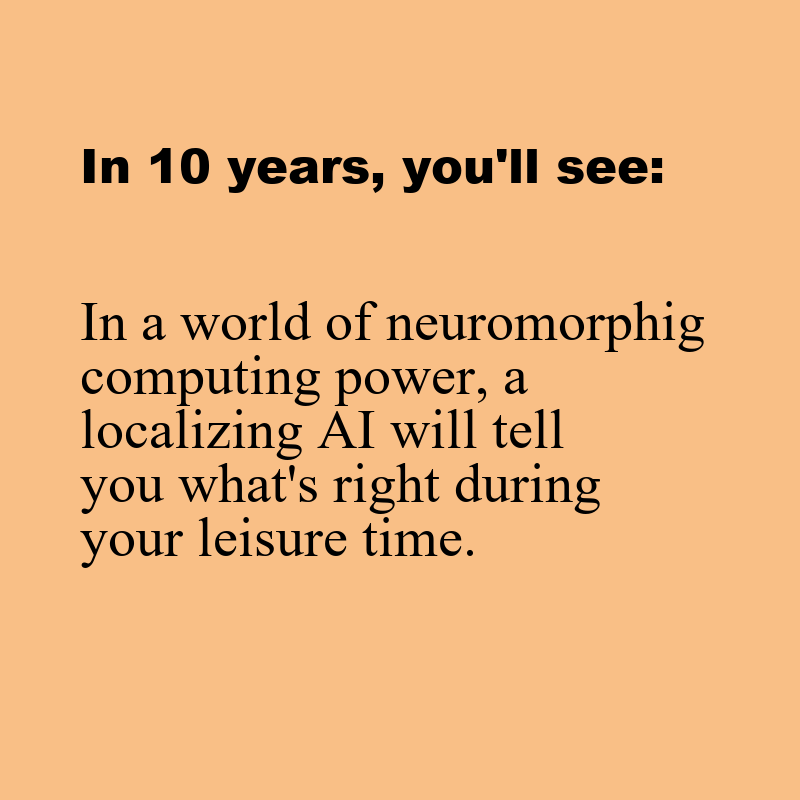 In 10 years, you'll see:
In a world of neuromorphig
computing power, a
localizing AI will tell
you what's right during
your leisure time.